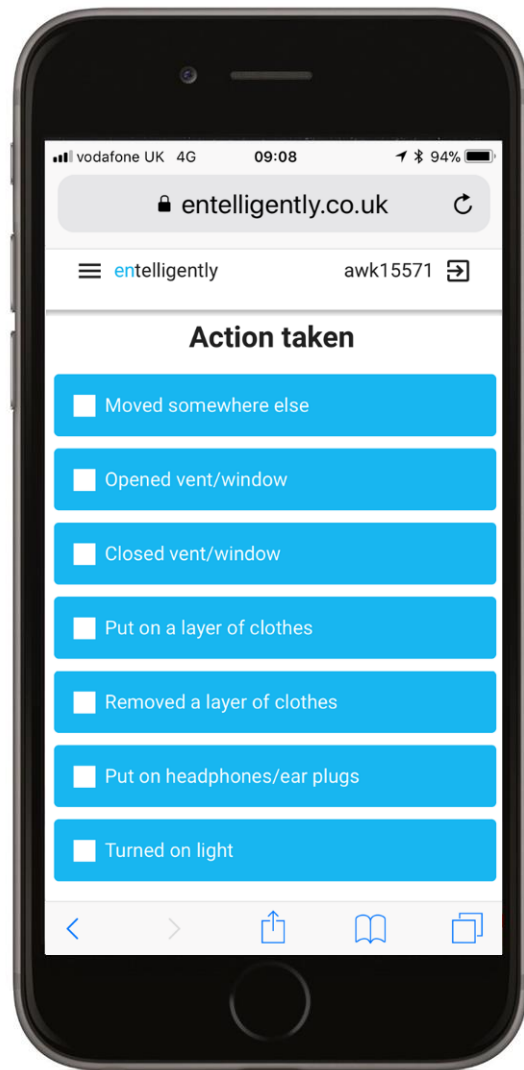 vodafone UK 4G 09:08 94%
entelligently.co.uk
entelligently awk15571
Action taken
Moved somewhere else
Opened vent/window
Closed vent/window
Put on a layer of clothes
Removed a layer of clothes
Put on headphones/ear plugs
Turned on light